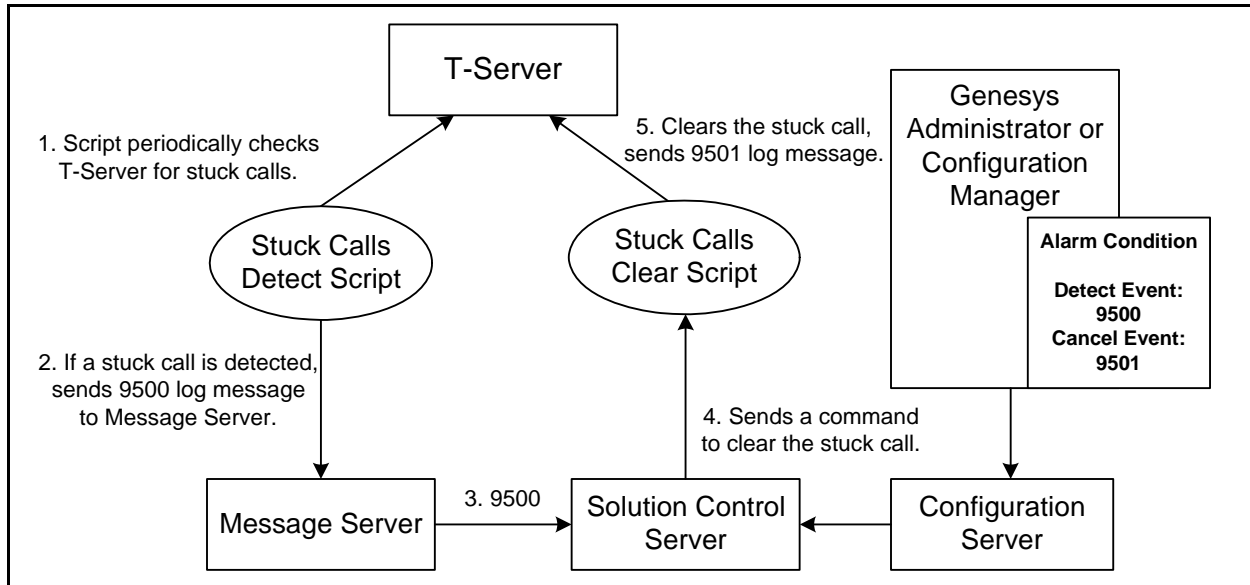 T-Server
1. Script periodically checks
T-Server for stuck calls.
5. Clears the stuck call,
sends 9501 log message.
Genesys
Administrator or
Configuration
Manager
Stuck Calls
Detect Script
Stuck Calls
Clear Script
Alarm Condition
Detect Event:
9500
Cancel Event:
9501
2. If a stuck call is detected,
sends 9500 log message
to Message Server.
4. Sends a command
to clear the stuck call.
Message Server
3. 9500
Solution Control
Server
Configuration
Server